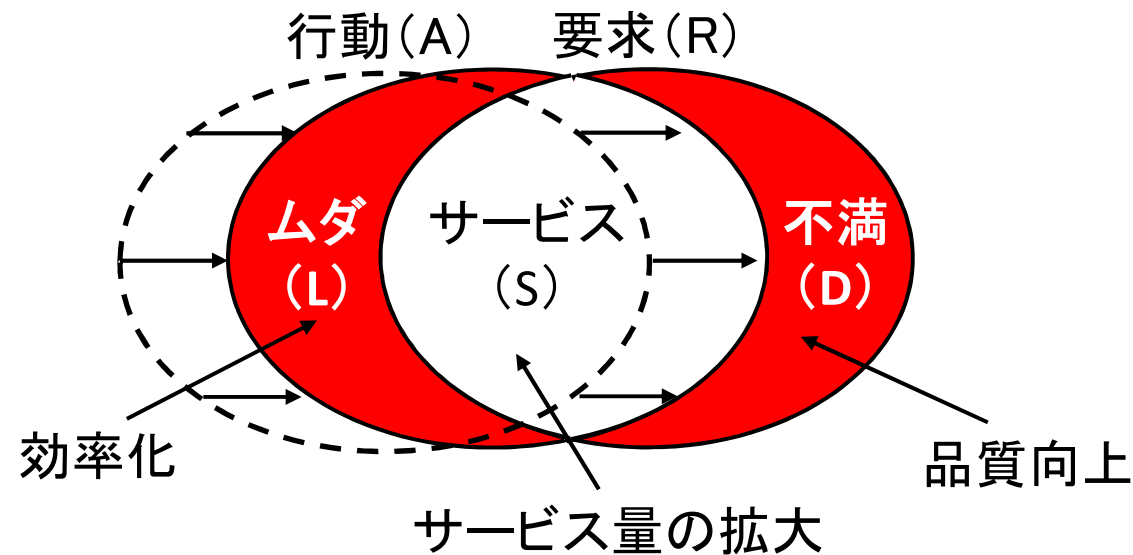 行動（A）
要求（R）
ムダ
（L）
サービス
（S）
不満
（D）
効率化
サービス量の拡大
品質向上